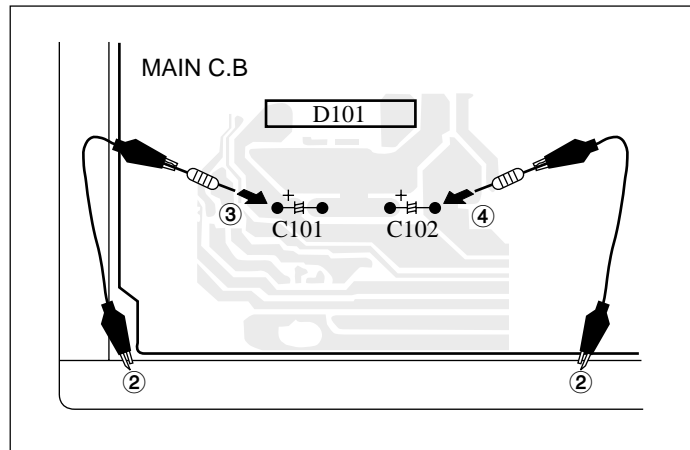 MAIN C.B
D101
+ +
③ ④
C101 C102
② ②